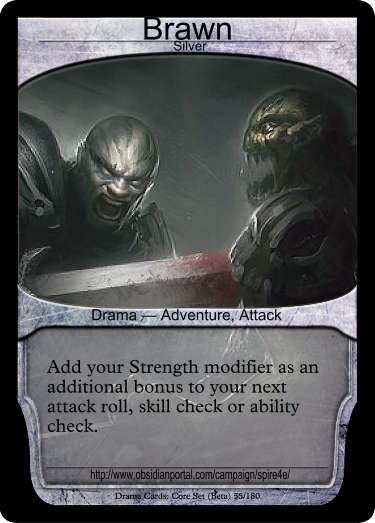 Brawn
Silver
Drama — Adventure, Attack
Add your Strength modifier as an
additional bonus to your next
attack roll, skill check or ability
check.
http://www.obsidianportal.com/campaign/spire4e/
Drama Cards: Core Set (Beta) 55/180